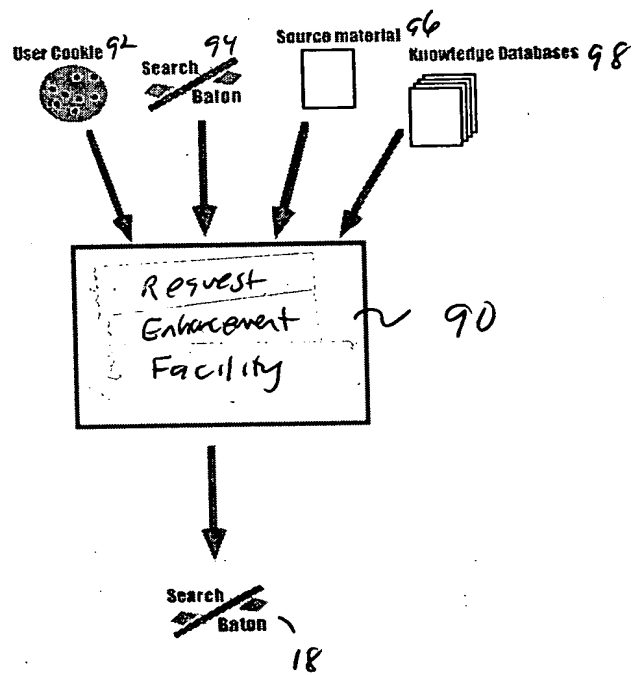 User Cookie 92
Search 94
Baton
Source material 96
Knowledge Databases 98
Request
Enhancement
Facility
90
Search
Baton
18